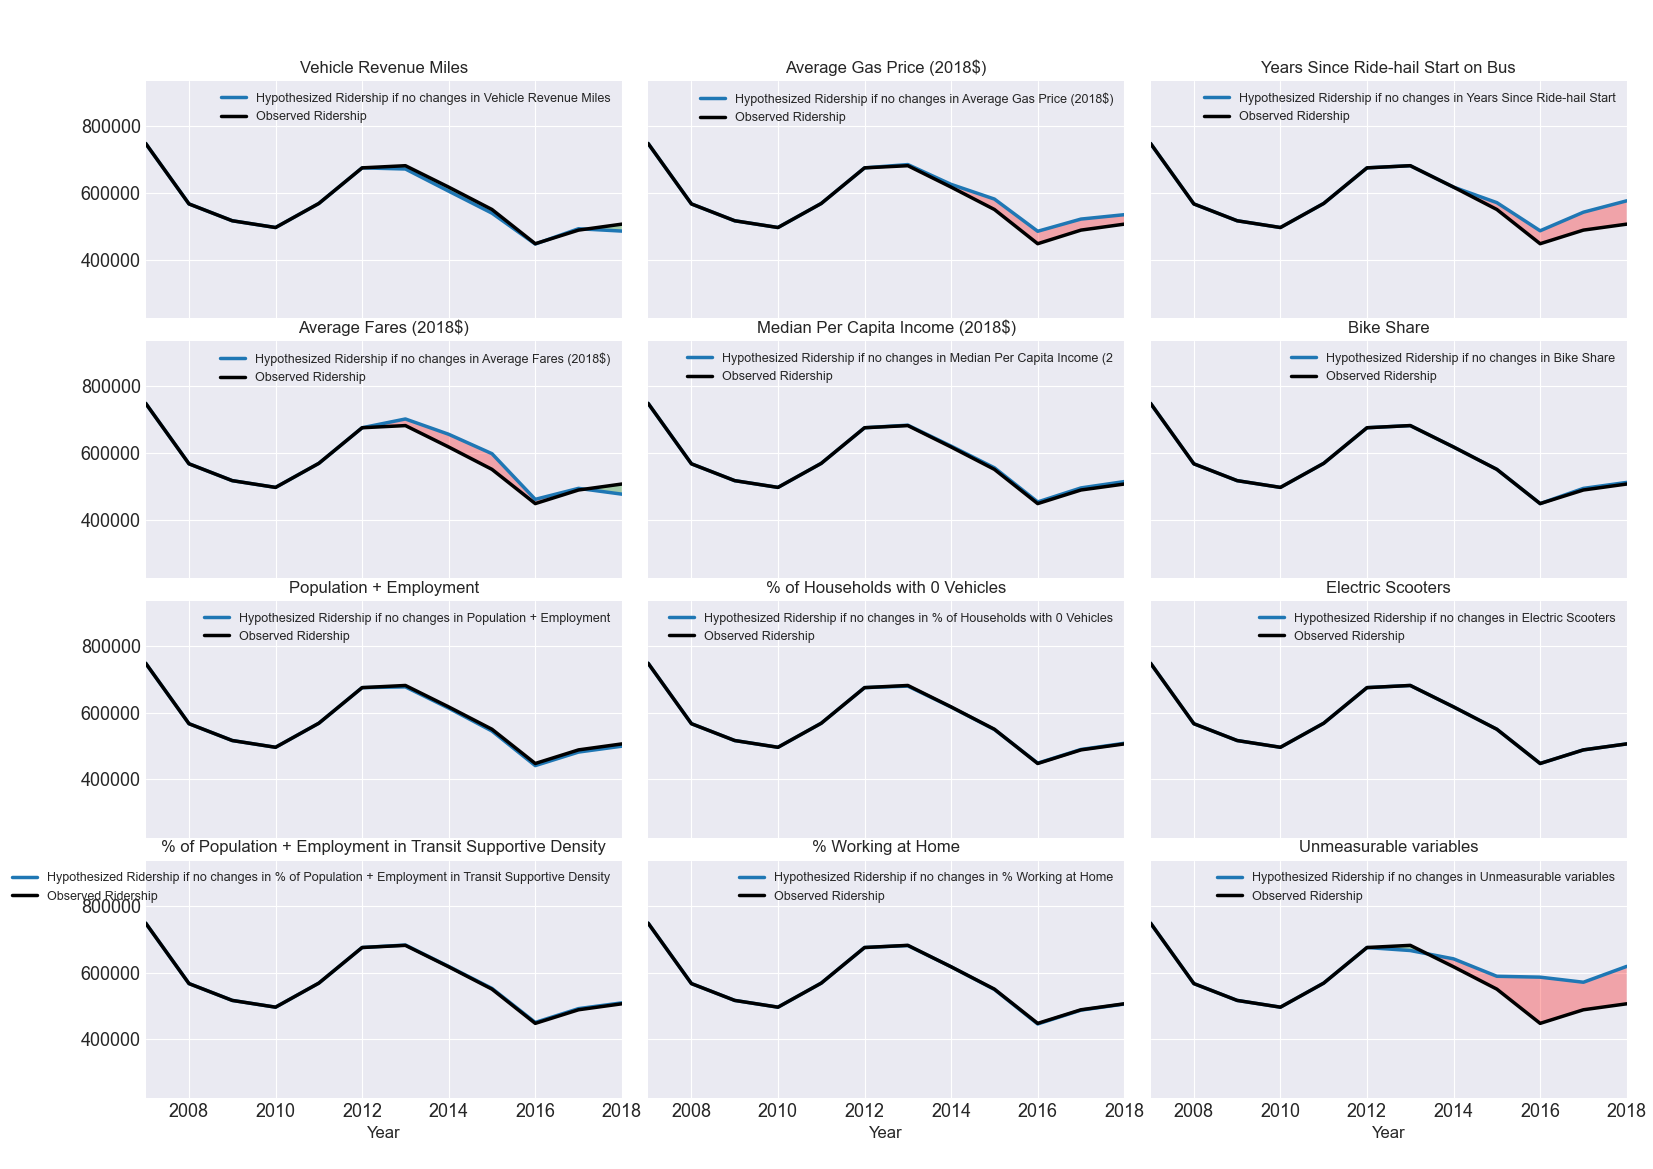 Vehicle Revenue Miles
Hypothesized Ridership if no changes in Vehicle Revenue Miles
Observed Ridership
800000
600000
400000
Average Gas Price (2018$)
Hypothesized Ridership if no changes in Average Gas Price (2018$)
Observed Ridership
Years Since Ride-hail Start on Bus
Hypothesized Ridership if no changes in Years Since Ride-hail Start
Observed Ridership
Average Fares (2018$)
Hypothesized Ridership if no changes in Average Fares (2018$)
Observed Ridership
800000
600000
400000
Median Per Capita Income (2018$)
Hypothesized Ridership if no changes in Median Per Capita Income (2
Observed Ridership
Bike Share
Hypothesized Ridership if no changes in Bike Share
Observed Ridership
Population + Employment
Hypothesized Ridership if no changes in Population + Employment
Observed Ridership
800000
600000
400000
% of Households with 0 Vehicles
Hypothesized Ridership if no changes in % of Households with 0 Vehicles
Observed Ridership
Electric Scooters
Hypothesized Ridership if no changes in Electric Scooters
Observed Ridership
% of Population + Employment in Transit Supportive Density
Hypothesized Ridership if no changes in % of Population + Employment in Transit Supportive Density
Observed Ridership
800000
600000
400000
2008 2010 2012 2014 2016 2018
Year
% Working at Home
Hypothesized Ridership if no changes in % Working at Home
Observed Ridership
2008 2010 2012 2014 2016 2018
Year
Unmeasurable variables
Hypothesized Ridership if no changes in Unmeasurable variables
Observed Ridership
2008 2010 2012 2014 2016 2018
Year